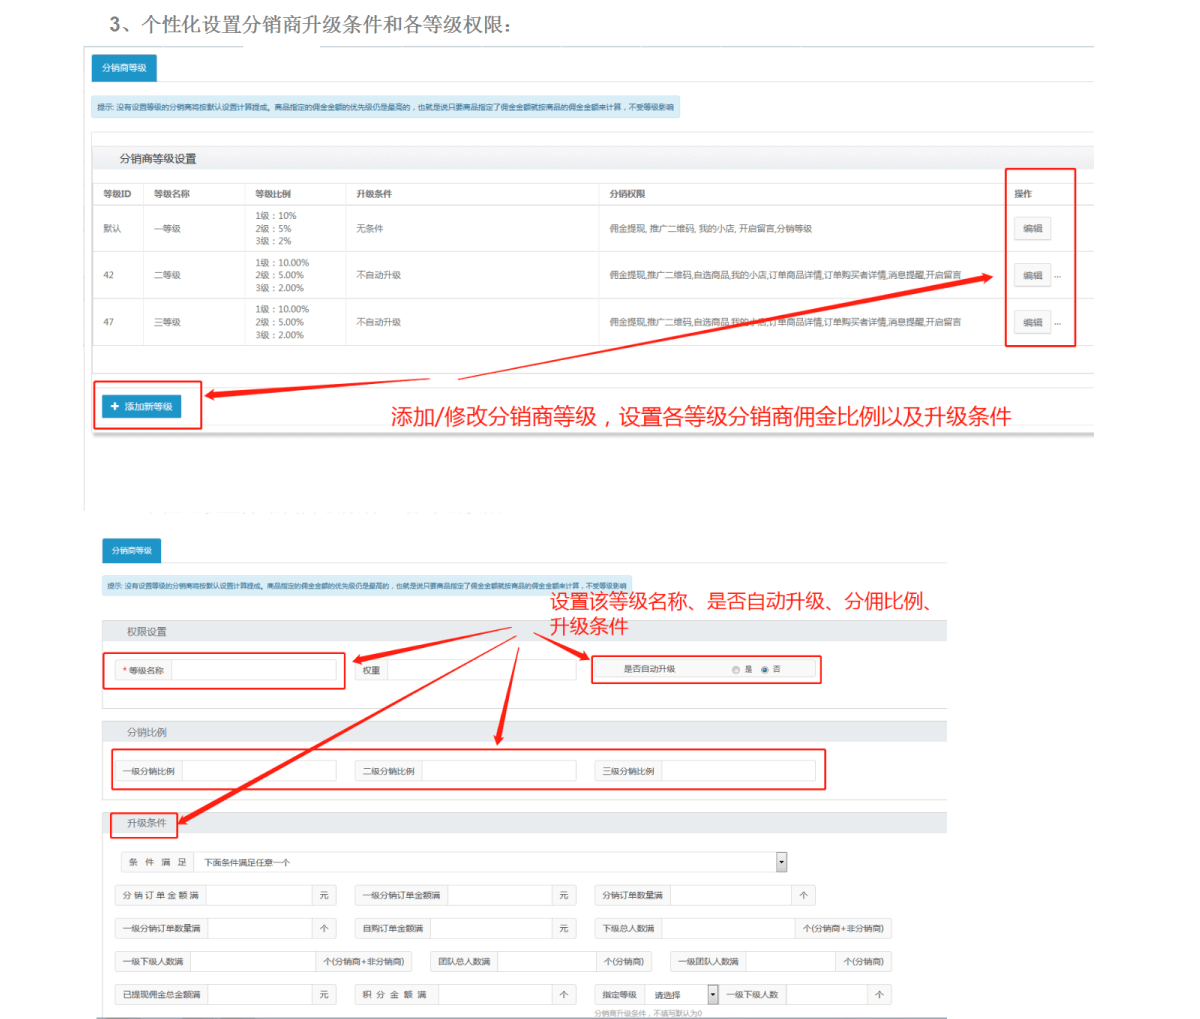 3、个性化设置分销商升级条件和各等级权限：
分销商等级
提示: 没有设置等级的分销商将按默认设置计算提成。商品指定的佣金金额的优先级仍是最高的，也就是说只要商品指定了佣金金额就按商品的佣金金额来计算，不受等级影响
分销商等级设置
等级ID 等级名称 等级比例 升级条件 分销权限 操作
默认 一等级 1级：10% 2级：5% 3级：2% 无条件 佣金提现, 推广二维码, 我的小店, 开启留言,分销等级 编辑
42 二等级 1级：10.00% 2级：5.00% 3级：2.00% 不自动升级 佣金提现,推广二维码,自选商品,我的小店,订单商品详情,订单购买者详情,消息提醒,开启留言 编辑 ...
47 三等级 1级：10.00% 2级：5.00% 3级：2.00% 不自动升级 佣金提现,推广二维码,自选商品,我的小店,订单商品详情,订单购买者详情,消息提醒,开启留言 编辑 ...
+ 添加新等级
添加/修改分销商等级，设置各等级分销商佣金比例以及升级条件
分销商等级
提示: 没有设置等级的分销商将按默认设置计算提成。商品指定的佣金金额的优先级仍是最高的，也就是说只要商品指定了佣金金额就按商品的佣金金额来计算，不受等级影响
设置该等级名称、是否自动升级、分佣比例、
升级条件
权限设置
* 等级名称 权重 是否自动升级 是 否
分销比例
一级分销比例 二级分销比例 三级分销比例
升级条件
条件满足 下面条件满足任意一个
分销订单金额满 元 一级分销订单金额满 元 分销订单数量满 个
一级分销订单数量满 个 自购订单金额满 元 下级总人数满 个(分销商+非分销商)
一级下级人数满 个(分销商+非分销商) 团队总人数满 个(分销商) 一级团队人数满 个(分销商)
已提现佣金总金额满 元 积分金额满 个 指定等级 请选择 一级下级人数 个
分销商升级条件，不填写默认为0